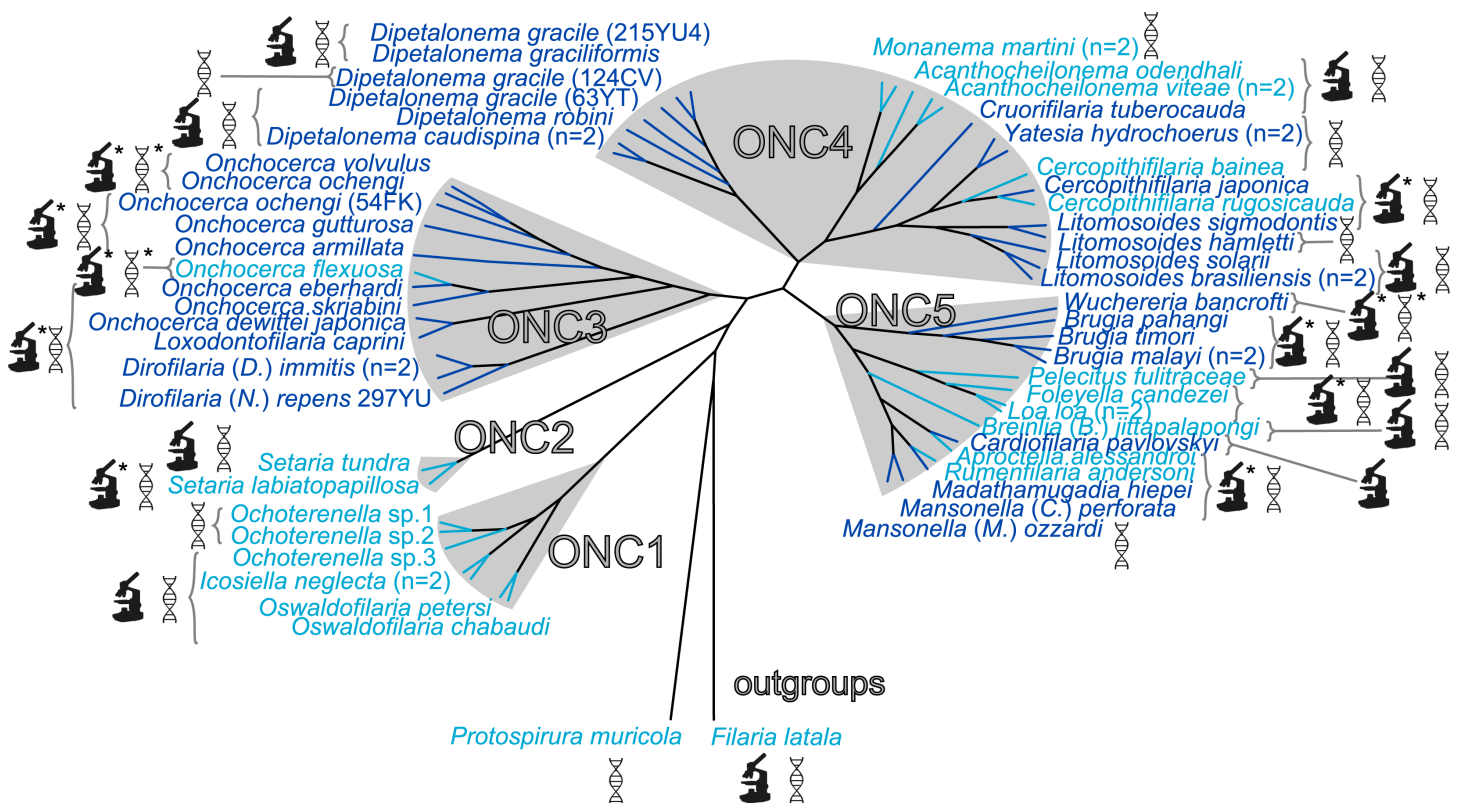 Dipetalonema gracile (215YU4)
Dipetalonema graciliformis
Dipetalonema gracile (124CV)
Dipetalonema gracile (63YT)
Dipetalonema robini
Dipetalonema caudispina (n=2)
* *
Onchocerca volvulus
Onchocerca ochengi
*
Onchocerca ochengi (54FK)
Onchocerca gutturosa
Onchocerca armillata
* *
Onchocerca flexuosa
Onchocerca eberhardi
Onchocerca skrjabini
*
Onchocerca dewittei japonica
Loxodontofilaria caprini
Dirofilaria (D.) immitis (n=2)
Dirofilaria (N.) repens 297YU
ONC3
ONC4
Monanema martini (n=2)
Acanthocheilonema odendhali
Acanthocheilonema viteae (n=2)
Cruorifilaria tuberocauda
Yatesia hydrochoerus (n=2)
Cercopithifilaria bainea
Cercopithifilaria japonica
*
Cercopithifilaria rugosicauda
Litomosoides sigmodontis
Litomosoides hamletti
Litomosoides solarii
Litomosoides brasiliensis (n=2)
*
ONC5
Wuchereria bancrofti
* *
Brugia pahangi
*
Brugia timori
Brugia malayi (n=2)
Pelecitus fulitraceae
Foleyella candezei
*
Loa loa (n=2)
Breinlia (B.) jittapalapongi
Cardiofilaria pavlovskyi
Aproctella alessandroi
Rumenfilaria andersoni
*
Madathamugadia hiepei
Mansonella (C.) perforata
Mansonella (M.) ozzardi
ONC2
Setaria tundra
*
Setaria labiatopapillosa
ONC1
Ochoterenella sp.1
Ochoterenella sp.2
Ochoterenella sp.3
Icosiella neglecta (n=2)
Oswaldofilaria petersi
Oswaldofilaria chabaudi
outgroups
Protospirura muricola
Filaria latala